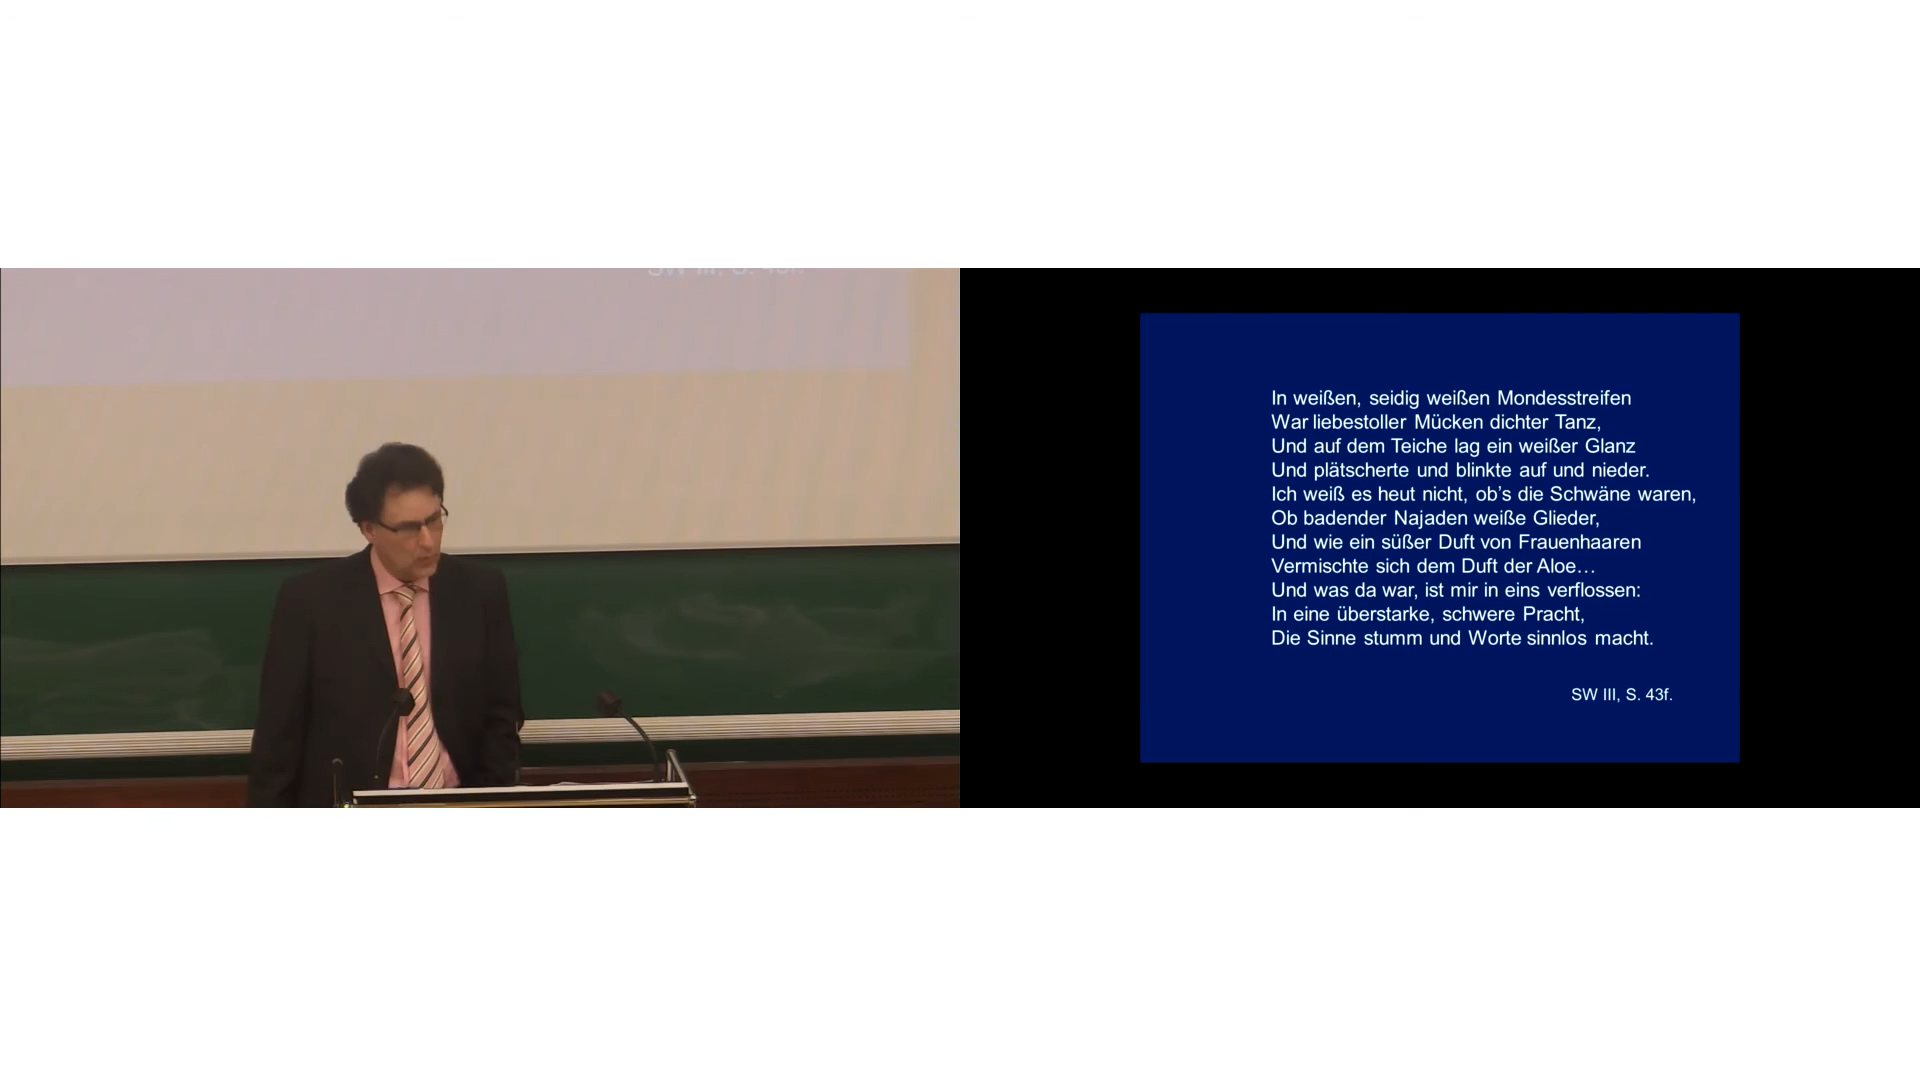 SW III, S. 43f.
In weißen, seidig weißen Mondesstreifen
War liebestoller Mücken dichter Tanz,
Und auf dem Teiche lag ein weißer Glanz
Und plätscherte und blinkte auf und nieder.
Ich weiß es heut nicht, ob’s die Schwäne waren,
Ob badender Najaden weiße Glieder,
Und wie ein süßer Duft von Frauenhaaren
Vermischte sich dem Duft der Aloe…
Und was da war, ist mir in eins verflossen:
In eine überstarke, schwere Pracht,
Die Sinne stumm und Worte sinnlos macht.
SW III, S. 43f.